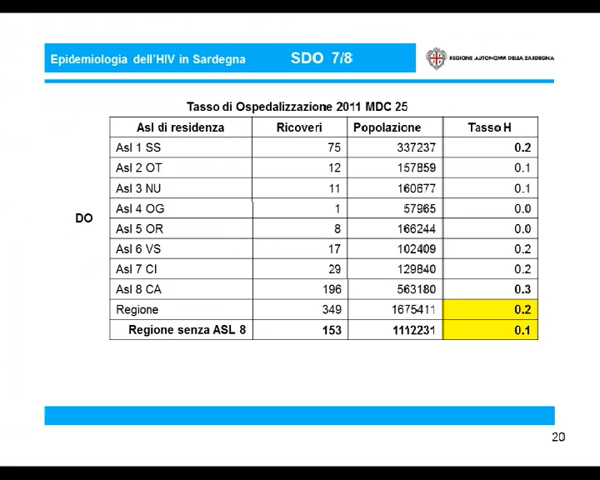 Epidemiologia dell'HIV in Sardegna SDO 7/8
REGIONE AUTONOMA DELLA SARDEGNA
Tasso di Ospedalizzazione 2011 MDC 25
Asl di residenza Ricoveri Popolazione Tasso H
Asl 1 SS 75 337237 0.2
Asl 2 OT 12 157859 0.1
Asl 3 NU 11 160677 0.1
Asl 4 OG 1 57965 0.0
DO
Asl 5 OR 8 166244 0.0
Asl 6 VS 17 102409 0.2
Asl 7 CI 29 129840 0.2
Asl 8 CA 196 563180 0.3
Regione 349 1675411 0.2
Regione senza ASL 8 153 1112231 0.1
20